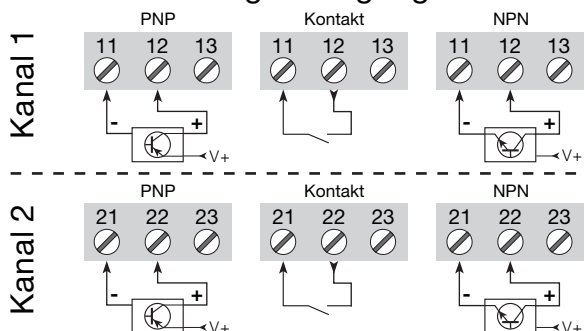 PNP Kontakt NPN
Kanal 1
11 12 13 11 12 13 11 12 13
- + - +
V+ V+
PNP Kontakt NPN
Kanal 2
21 22 23 21 22 23 21 22 23
- + - +
V+ V+